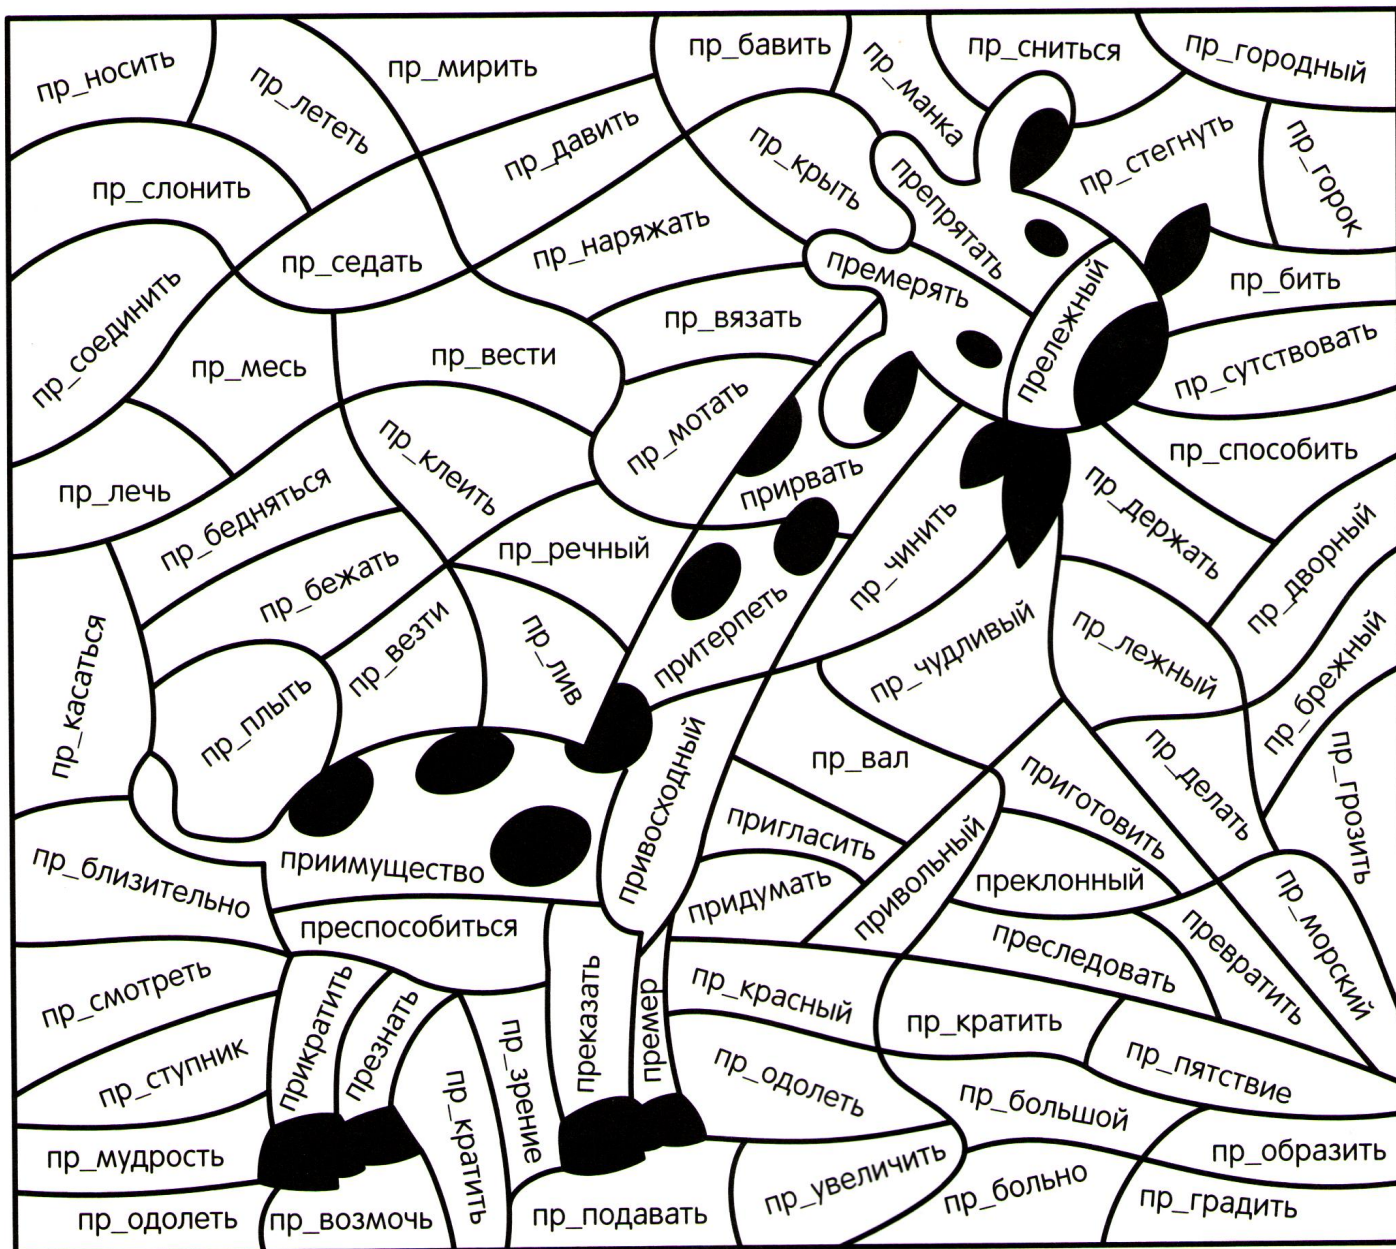 пр_носить
пр_лететь
пр_мирить
пр_бавить
пр_манка
пр_сниться
пр_городный
пр_слонить
пр_давить
пр_крыть
препрятать
пр_стегнуть
пр_горок
пр_соединить
пр_седать
пр_наряжать
премерять
прележный
пр_бить
пр_месь
пр_вести
пр_вязать
пр_сутствовать
пр_лечь
пр_бедняться
пр_клеить
пр_мотать
прирвать
пр_способить
пр_бежать
пр_речный
пр_чинить
пр_держать
пр_дворный
пр_касаться
пр_плыть
пр_везти
пр_лив
притерпеть
пр_чудливый
пр_лежный
пр_брежный
пр_вал
приготовить
пр_делать
пр_грозить
пр_близительно
приимущество
привосходный
пригласить
придумать
привольный
преклонный
преспособиться
преследовать
превратить
пр_морский
пр_смотреть
прикратить
презнать
преказать
премер
пр_красный
пр_кратить
пр_пятствие
пр_ступник
пр_кратить
пр_зрение
пр_одолеть
пр_большой
пр_мудрость
пр_образить
пр_одолеть
пр_возмочь
пр_подавать
пр_увеличить
пр_больно
пр_градить